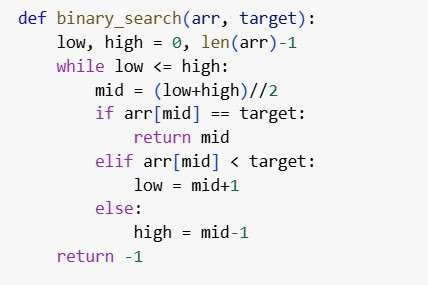 def binary_search(arr, target):
    low, high = 0, len(arr)-1
    while low <= high:
        mid = (low+high)//2
        if arr[mid] == target:
            return mid
        elif arr[mid] < target:
            low = mid+1
        else:
            high = mid-1
    return -1